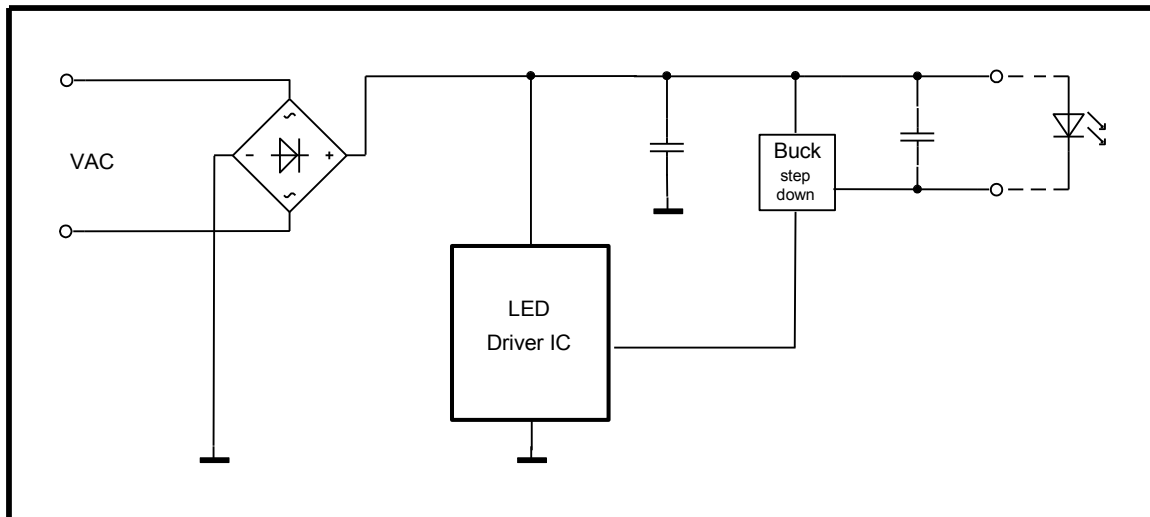 VAC
~
-
+
~
Buck
step
down
LED
Driver IC